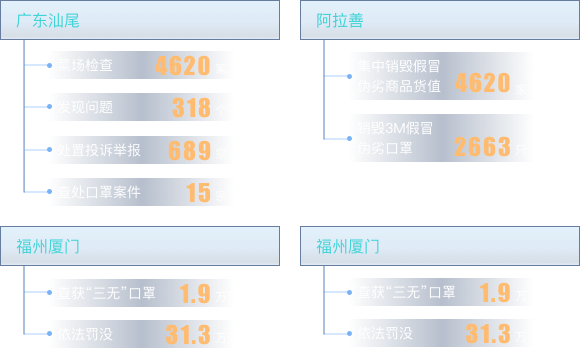 广东汕尾
现场检查 4620
发现问题 318
处置投诉举报 689
查处口罩案件 15
阿拉善
集中销毁假冒
伪劣商品货值 4620
销毁3M假冒
伪劣口罩 2663
福州厦门
查获“三无”口罩 1.9 万
依法罚没 31.3 万
福州厦门
查获“三无”口罩 1.9 万
依法罚没 31.3 万